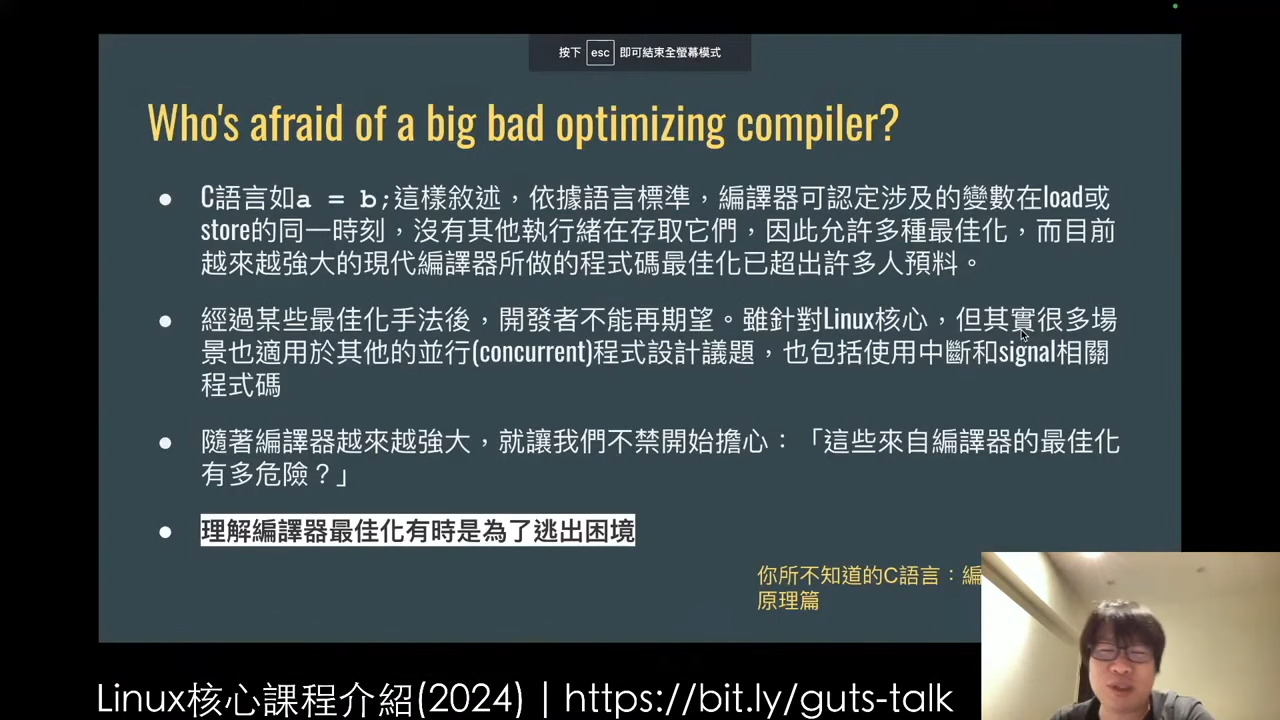 按下 esc 即可結束全螢幕模式
Who's afraid of a big bad optimizing compiler?
● C語言如a = b;這樣敘述，依據語言標準，編譯器可認定涉及的變數在load或
store的同一時刻，沒有其他執行緒在存取它們，因此允許多種最佳化，而目前
越來越強大的現代編譯器所做的程式碼最佳化已超出許多人預料。
● 經過某些最佳化手法後，開發者不能再期望。雖針對Linux核心，但其實很多場
景也適用於其他的並行(concurrent)程式設計議題，也包括使用中斷和signal相關
程式碼
● 隨著編譯器越來越強大，就讓我們不禁開始擔心：「這些來自編譯器的最佳化
有多危險？」
● 理解編譯器最佳化有時是為了逃出困境
你所不知道的C語言：編
原理篇
Linux核心課程介紹(2024) | https://bit.ly/guts-talk